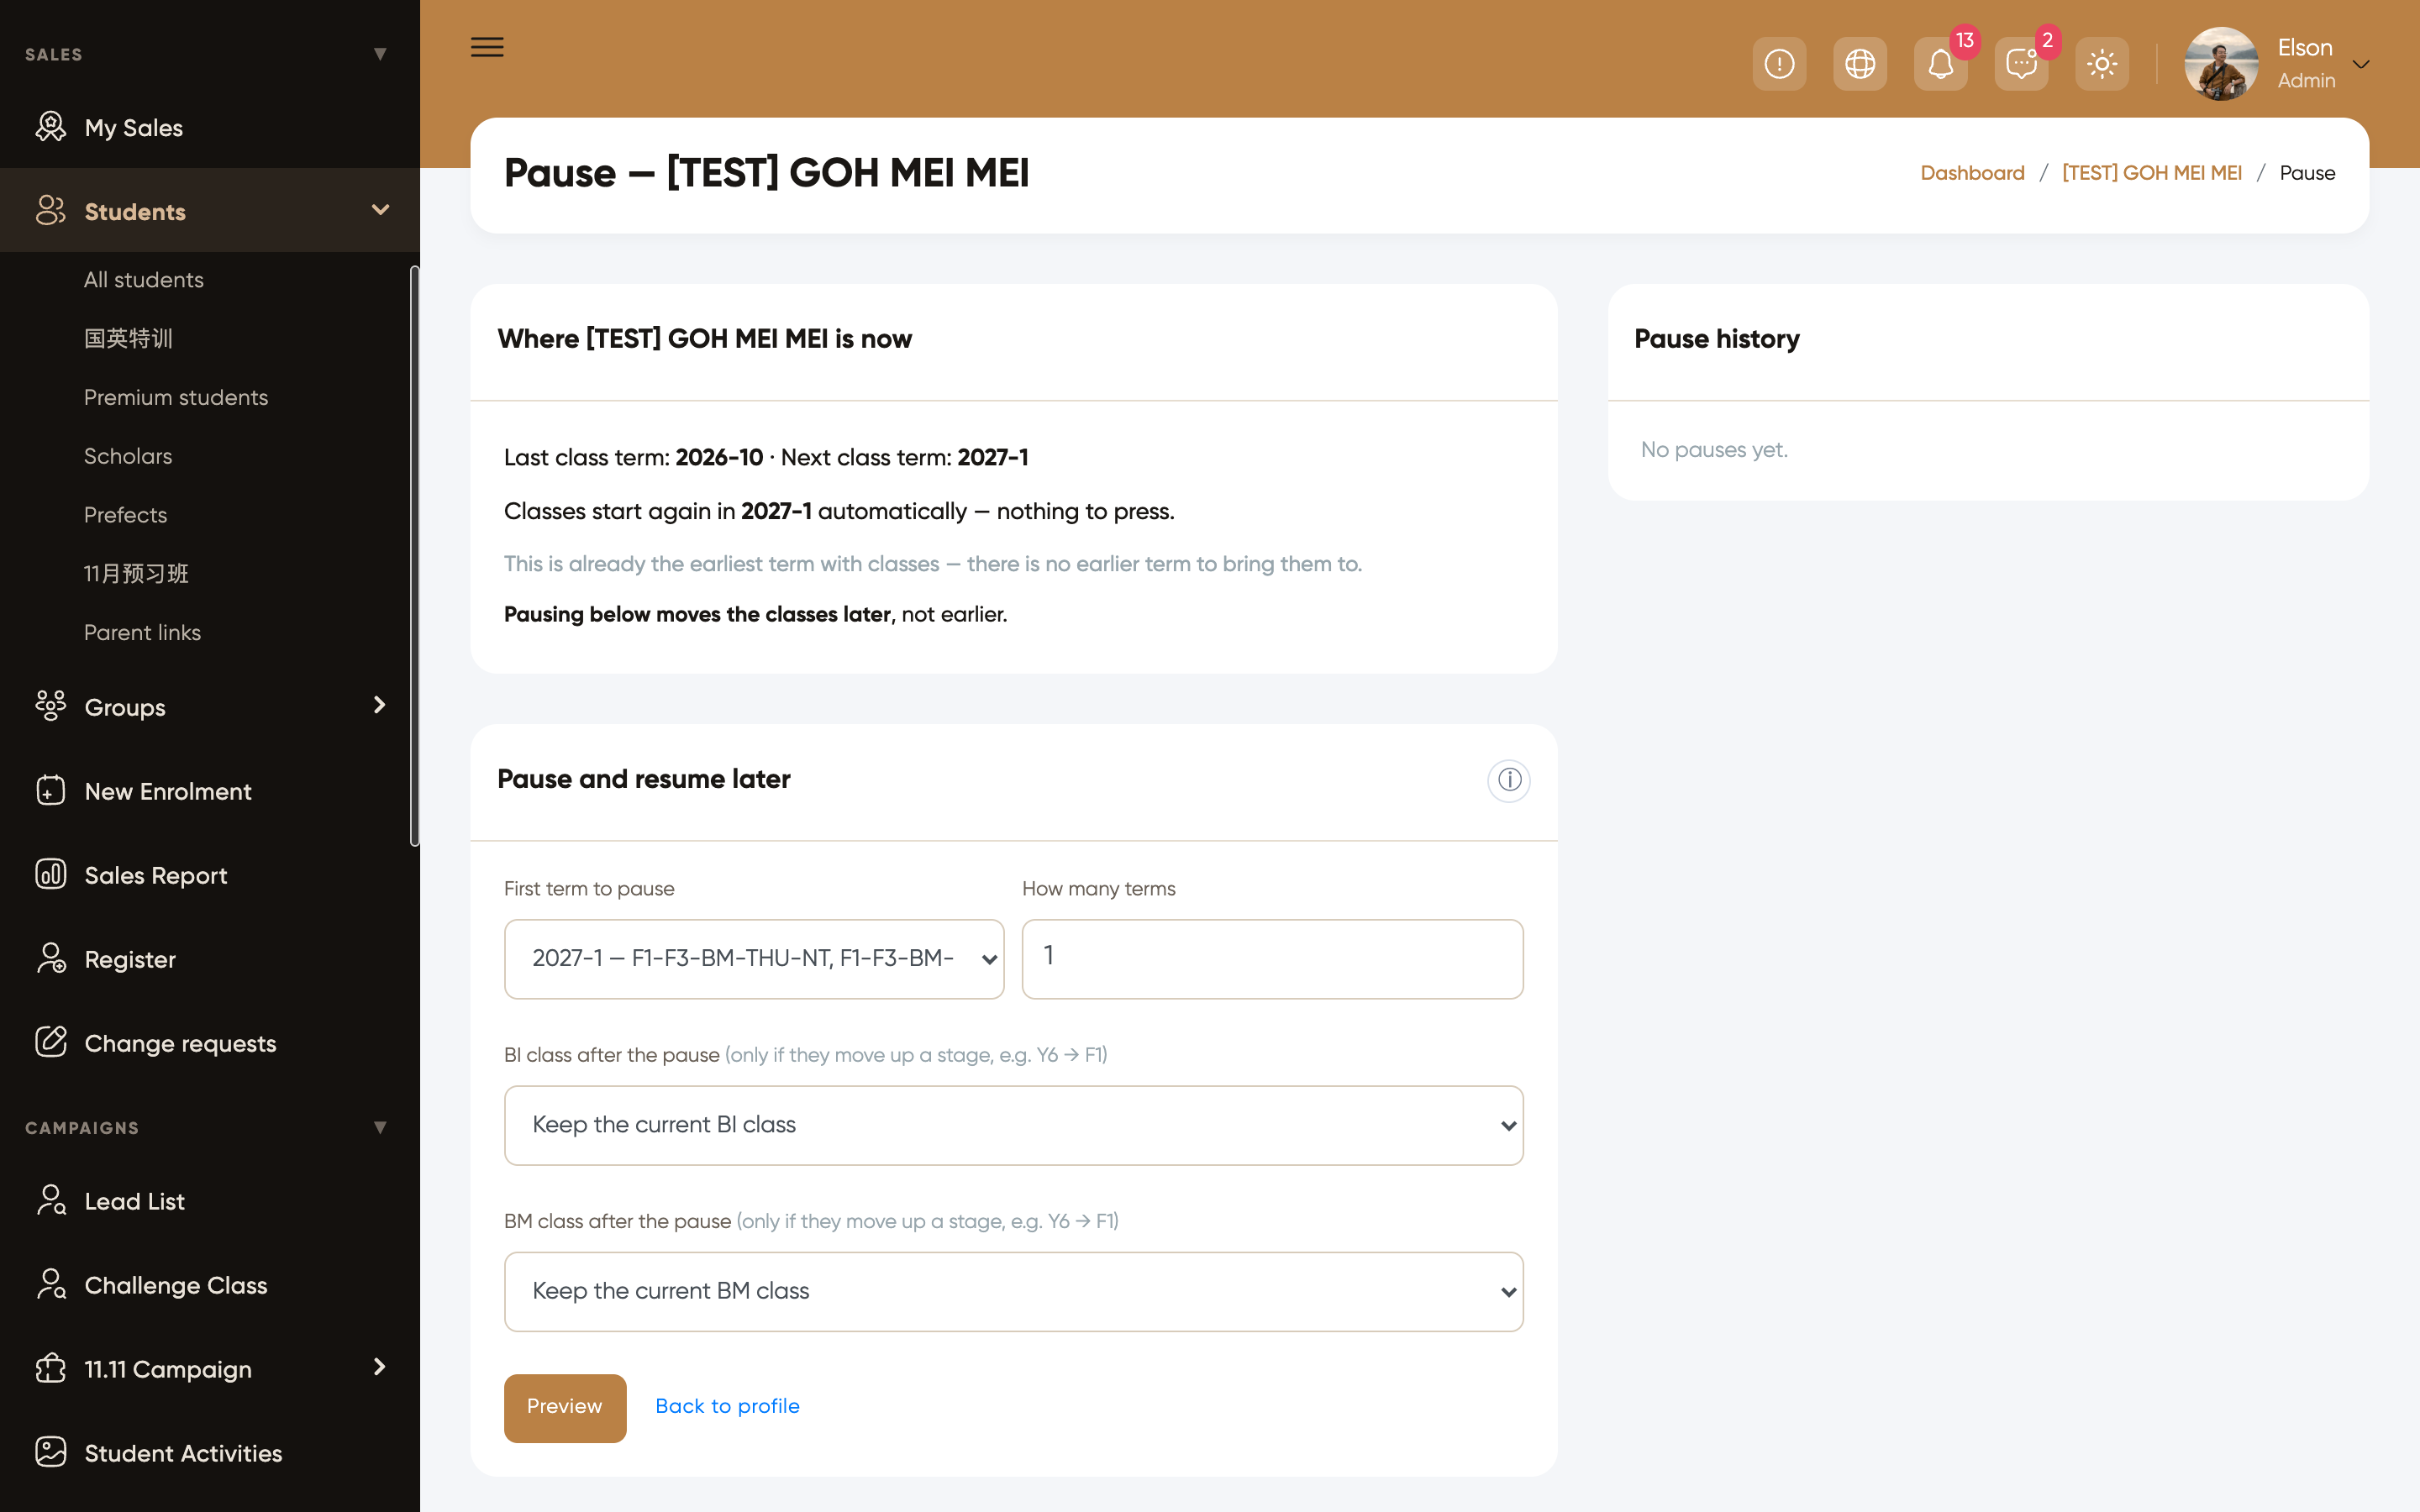 SALES
My Sales
Students
All students
国英特训
Premium students
Scholars
Prefects
11月预习班
Parent links
Groups
New Enrolment
Sales Report
Register
Change requests
CAMPAIGNS
Lead List
Challenge Class
11.11 Campaign
Student Activities
13
2
Elson
Admin
Pause — [TEST] GOH MEI MEI
Dashboard / [TEST] GOH MEI MEI / Pause
Where [TEST] GOH MEI MEI is now
Last class term: 2026-10 · Next class term: 2027-1
Classes start again in 2027-1 automatically — nothing to press.
This is already the earliest term with classes — there is no earlier term to bring them to.
Pausing below moves the classes later, not earlier.
Pause history
No pauses yet.
Pause and resume later
First term to pause
How many terms
2027-1 — F1-F3-BM-THU-NT, F1-F3-BM-
1
BI class after the pause (only if they move up a stage, e.g. Y6 → F1)
Keep the current BI class
BM class after the pause (only if they move up a stage, e.g. Y6 → F1)
Keep the current BM class
Preview
Back to profile